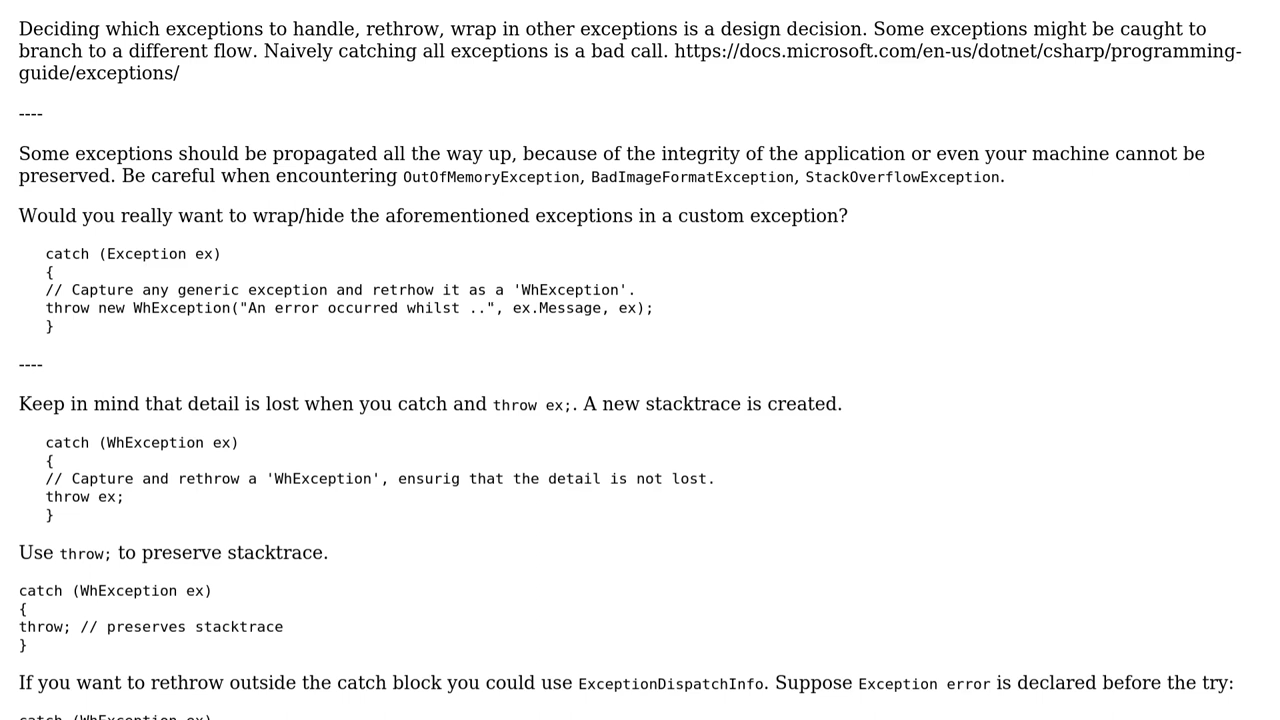 Deciding which exceptions to handle, rethrow, wrap in other exceptions is a design decision. Some exceptions might be caught to
branch to a different flow. Naively catching all exceptions is a bad call. https://docs.microsoft.com/en-us/dotnet/csharp/programming-
guide/exceptions/
----
Some exceptions should be propagated all the way up, because of the integrity of the application or even your machine cannot be
preserved. Be careful when encountering OutOfMemoryException, BadImageFormatException, StackOverflowException.
Would you really want to wrap/hide the aforementioned exceptions in a custom exception?
catch (Exception ex)
{
// Capture any generic exception and retrhow it as a 'WhException'.
throw new WhException("An error occurred whilst ..", ex.Message, ex);
}
----
Keep in mind that detail is lost when you catch and throw ex;. A new stacktrace is created.
catch (WhException ex)
{
// Capture and rethrow a 'WhException', ensurig that the detail is not lost.
throw ex;
}
Use throw; to preserve stacktrace.
catch (WhException ex)
{
throw; // preserves stacktrace
}
If you want to rethrow outside the catch block you could use ExceptionDispatchInfo. Suppose Exception error is declared before the try:
catch (WhException ex)